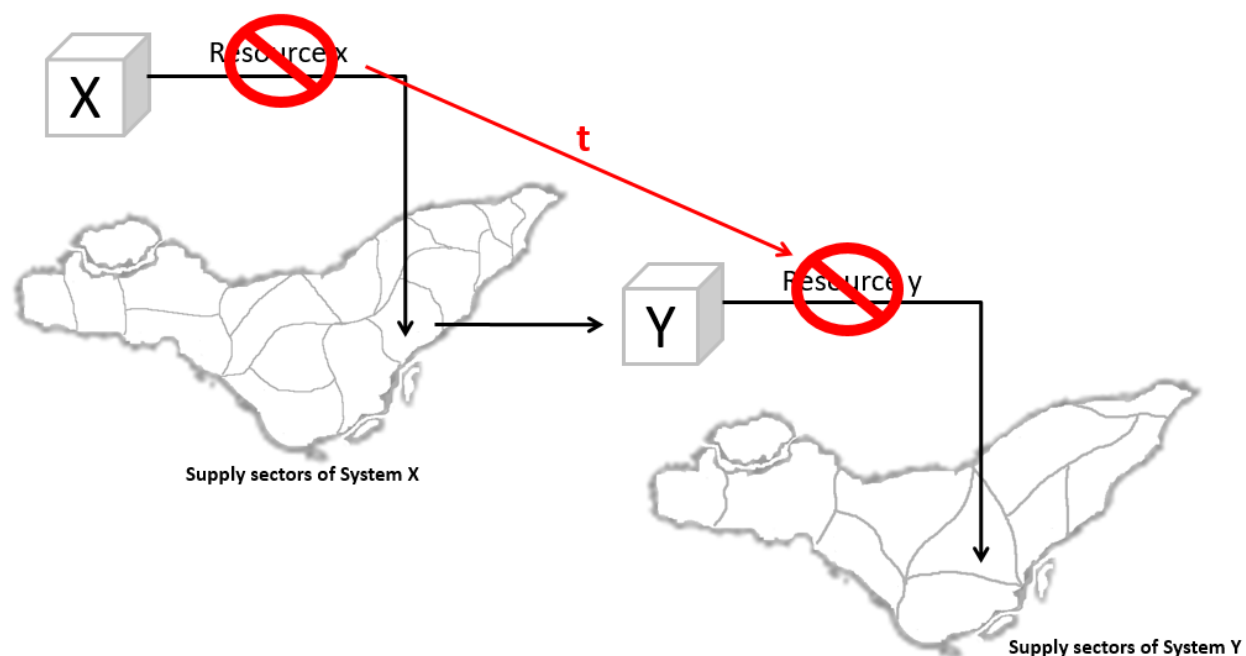 X
Resource x
t
Y
Resource y
Supply sectors of System X
Supply sectors of System Y